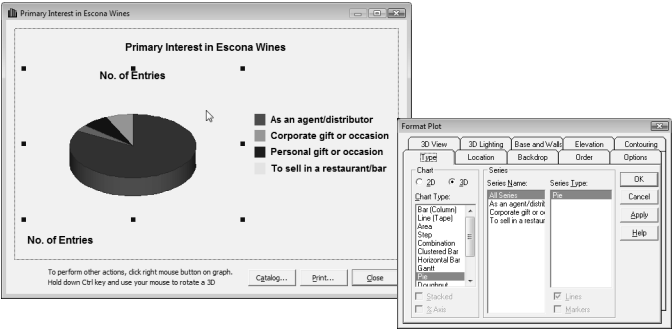 Primary Interest in Escona Wines
Primary Interest in Escona Wines
No. of Entries
As an agent/distributor
Corporate gift or occasion
Personal gift or occasion
To sell in a restaurant/bar
No. of Entries
To perform other actions, click right mouse button on graph.
Hold down Ctrl key and use your mouse to rotate a 3D
Catalog...
Print...
Close
Format Plot
3D View
3D Lighting
Base and Walls
Elevation
Contouring
Type
Location
Backdrop
Order
Options
Chart
2D
3D
Chart Type:
Bar (Column)
Line (Tape)
Area
Step
Combination
Clustered Bar
Horizontal Bar
Gantt
Pie
Doughnut
Stacked
% Axis
Series
Series Name:
All Series
As an agent/distrib
Corporate gift or oc
To sell in a restaur
Series Type:
Pie
Lines
Markers
OK
Cancel
Apply
Help